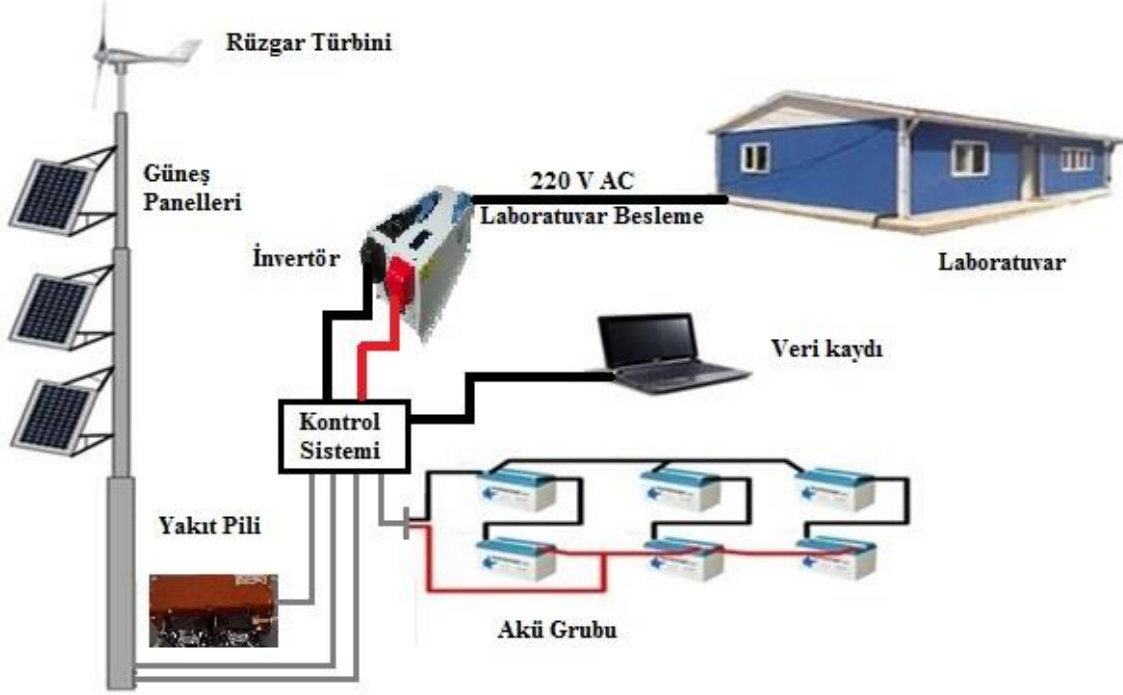 Rüzgar Türbini
Güneş
Panelleri
220 V AC
Laboratuvar Besleme
İnvertör
Laboratuvar
Veri kaydı
Kontrol
Sistemi
Yakıt Pili
Akü Grubu